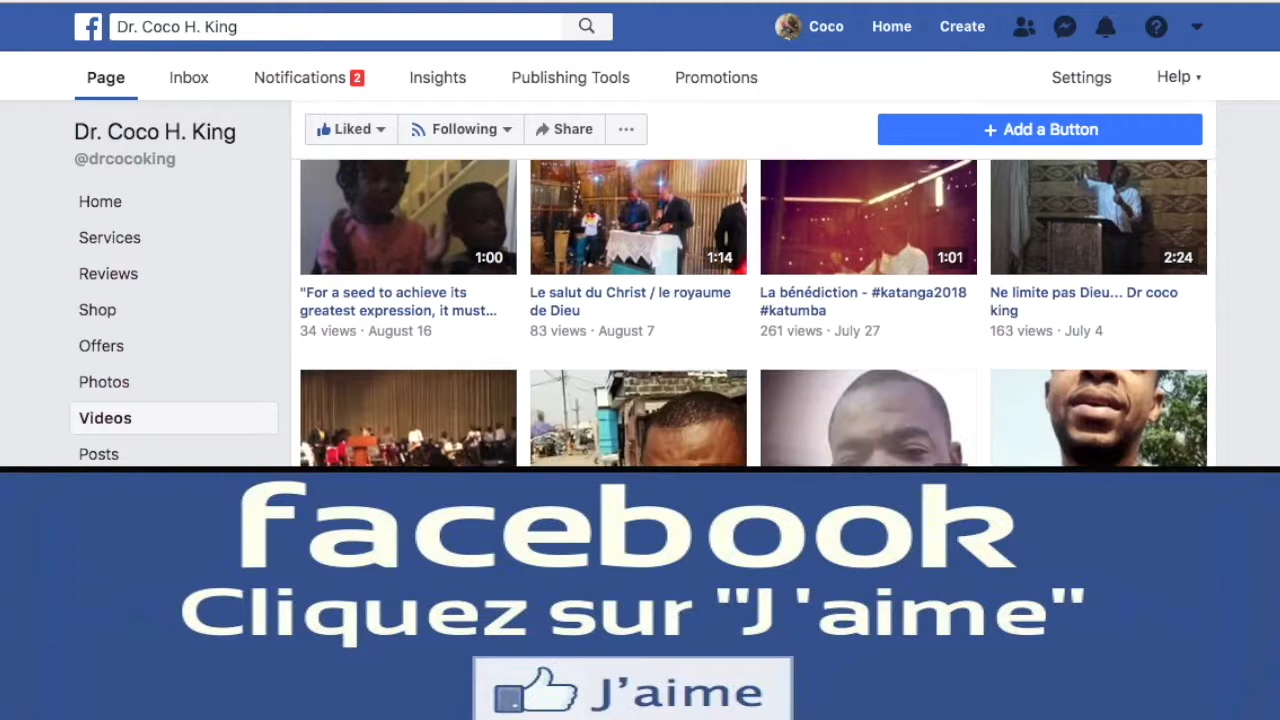 f Dr. Coco H. King Coco Home Create
Page Inbox Notifications 2 Insights Publishing Tools Promotions Settings Help
Dr. Coco H. King
@drcocoking
Home
Services
Reviews
Shop
Offers
Photos
Videos
Posts
Liked Following Share ... + Add a Button
1:00 1:14 1:01 2:24
"For a seed to achieve its
greatest expression, it must...
34 views · August 16
Le salut du Christ / le royaume
de Dieu
83 views · August 7
La bénédiction - #katanga2018
#katumba
261 views · July 27
Ne limite pas Dieu... Dr coco
king
163 views · July 4
facebook
Cliquez sur "J 'aime"
J'aime